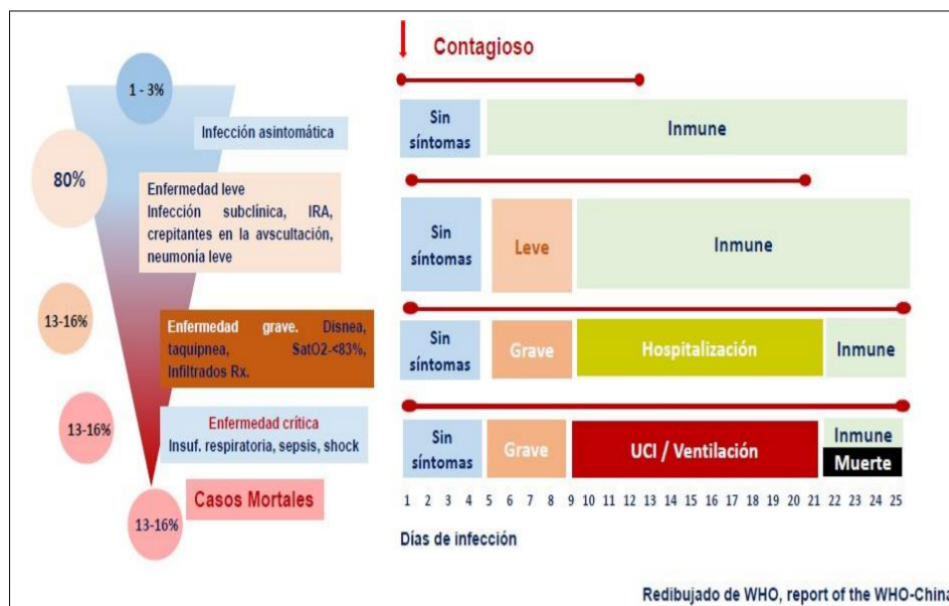 Contagioso
1 - 3%
Infección asintomática
80%
Enfermedad leve
Infección subclínica, IRA,
crepitantes en la avscultación,
neumonía leve
13-16%
Enfermedad grave. Disnea,
taquipnea, SatO2-<83%,
Infiltrados Rx.
13-16%
Enfermedad crítica
Insuf. respiratoria, sepsis, shock
Casos Mortales
13-16%
Sin
síntomas
Inmune
Sin
síntomas
Leve
Inmune
Sin
síntomas
Grave
Hospitalización
Inmune
Sin
síntomas
Grave
UCI / Ventilación
Inmune
Muerte
1 2 3 4 5 6 7 8 9 10 11 12 13 14 15 16 17 18 19 20 21 22 23 24 25
Días de infección
Redibujado de WHO, report of the WHO-China